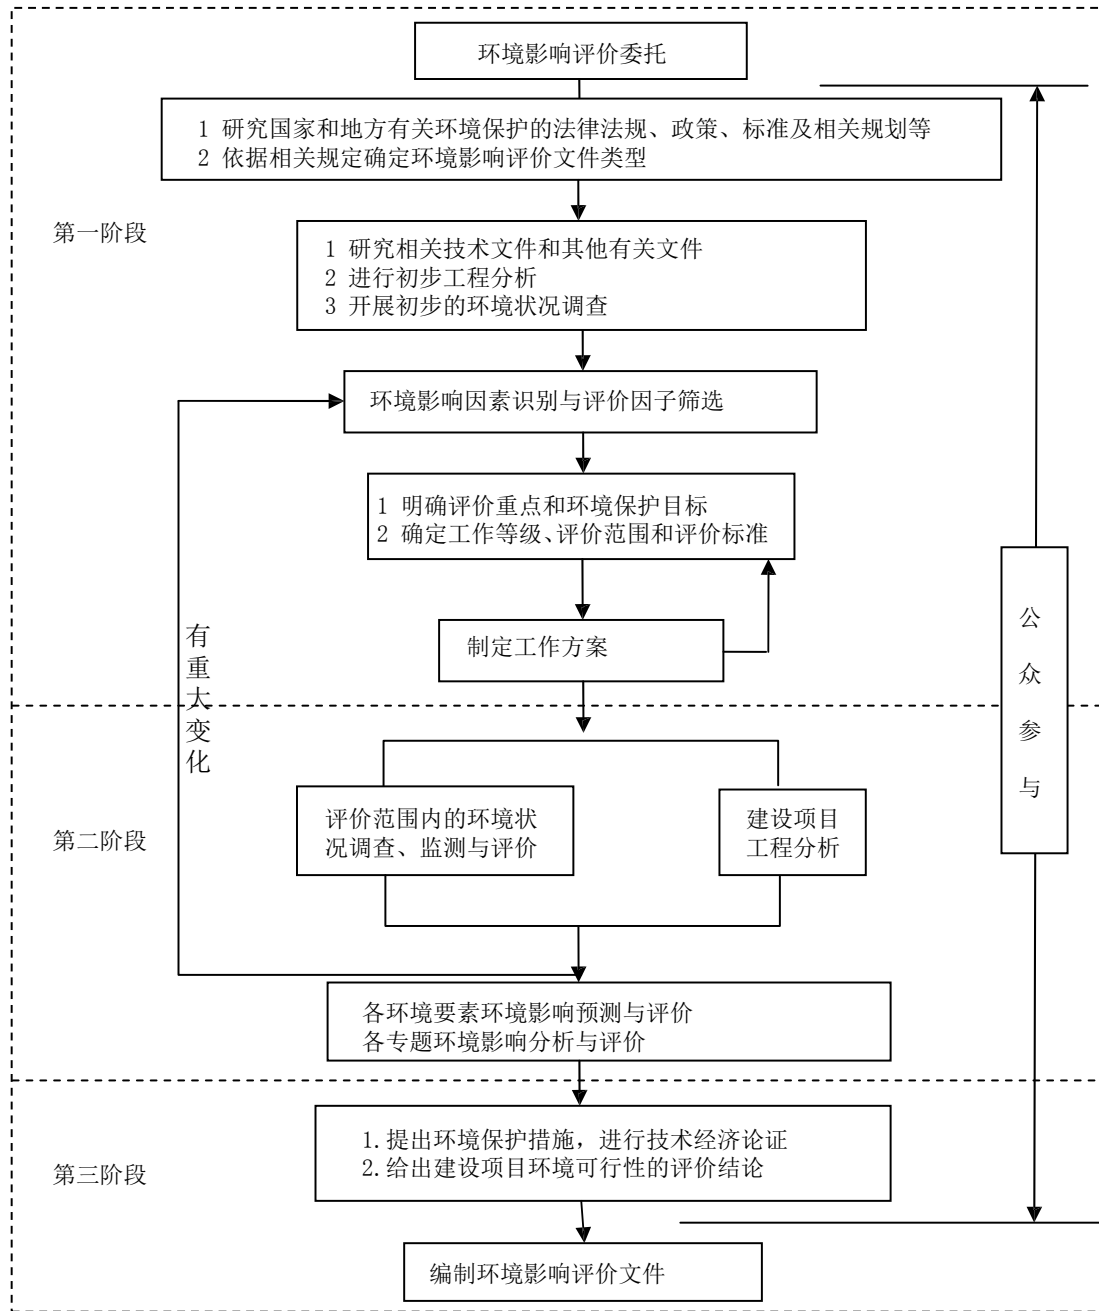 环境影响评价委托
1 研究国家和地方有关环境保护的法律法规、政策、标准及相关规划等
2 依据相关规定确定环境影响评价文件类型
第一阶段
1 研究相关技术文件和其他有关文件
2 进行初步工程分析
3 开展初步的环境状况调查
环境影响因素识别与评价因子筛选
1 明确评价重点和环境保护目标
2 确定工作等级、评价范围和评价标准
制定工作方案
有重大变化
公众参与
第二阶段
评价范围内的环境状
况调查、监测与评价
建设项目
工程分析
各环境要素环境影响预测与评价
各专题环境影响分析与评价
第三阶段
1.提出环境保护措施，进行技术经济论证
2.给出建设项目环境可行性的评价结论
编制环境影响评价文件